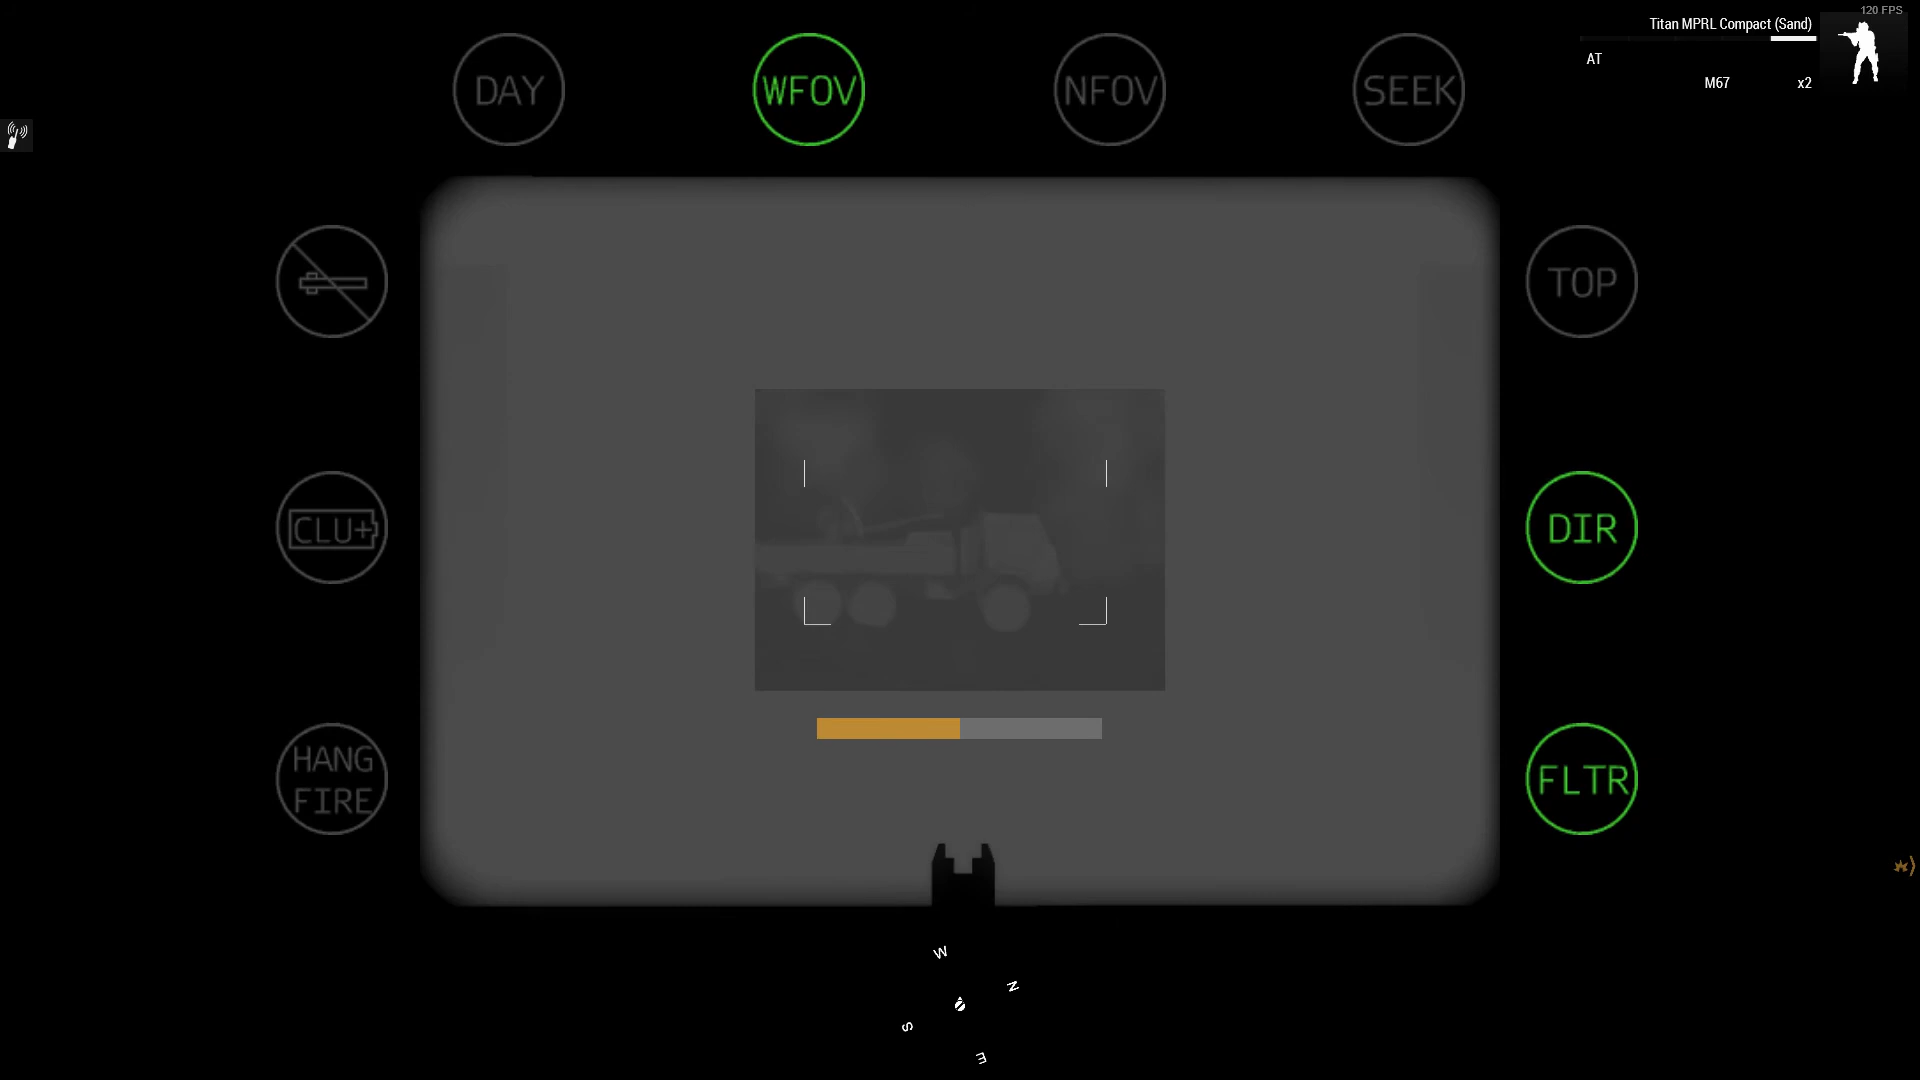 120 FPS
Titan MPRL Compact (Sand)
AT
M67 x2
DAY WFOV NFOV SEEK
TOP
CLU+
DIR
HANG
FIRE
FLTR
W
N
S
E